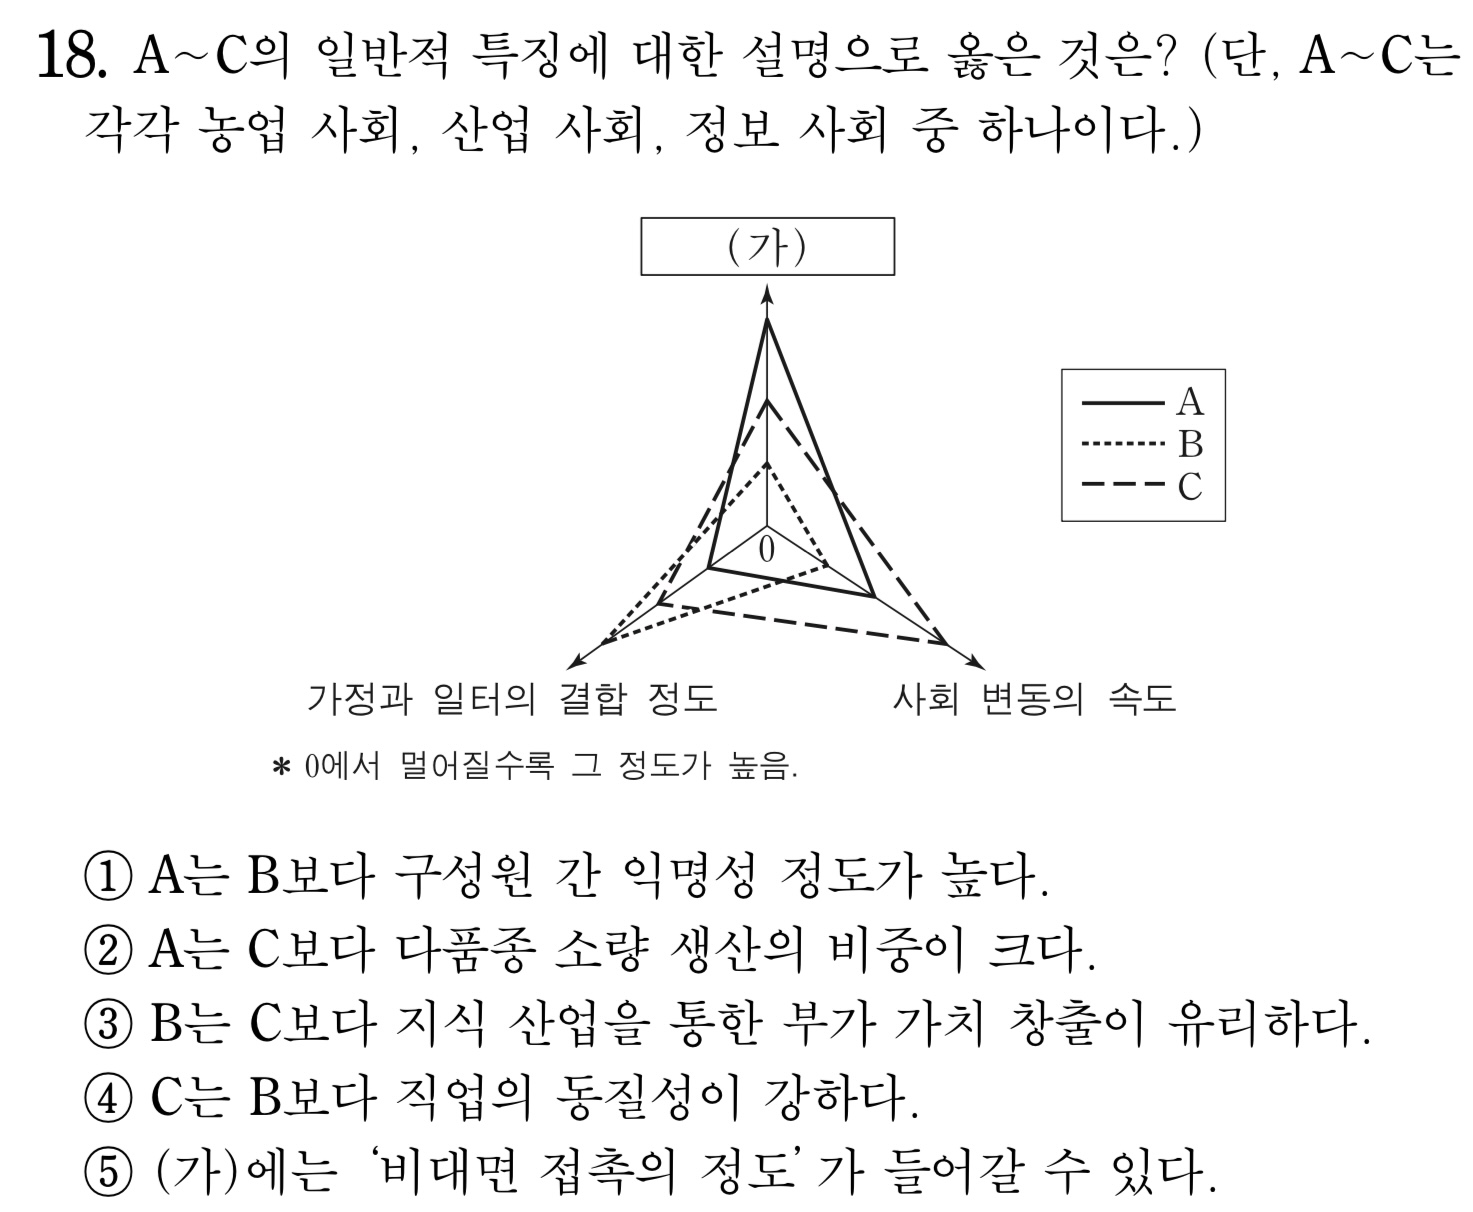 18. A~C의 일반적 특징에 대한 설명으로 옳은 것은? (단, A~C는
각각 농업 사회, 산업 사회, 정보 사회 중 하나이다.)
(가)
A
B
C
0
가정과 일터의 결합 정도
사회 변동의 속도
* 0에서 멀어질수록 그 정도가 높음.
① A는 B보다 구성원 간 익명성 정도가 높다.
② A는 C보다 다품종 소량 생산의 비중이 크다.
③ B는 C보다 지식 산업을 통한 부가 가치 창출이 유리하다.
④ C는 B보다 직업의 동질성이 강하다.
⑤ (가)에는 ‘비대면 접촉의 정도’가 들어갈 수 있다.